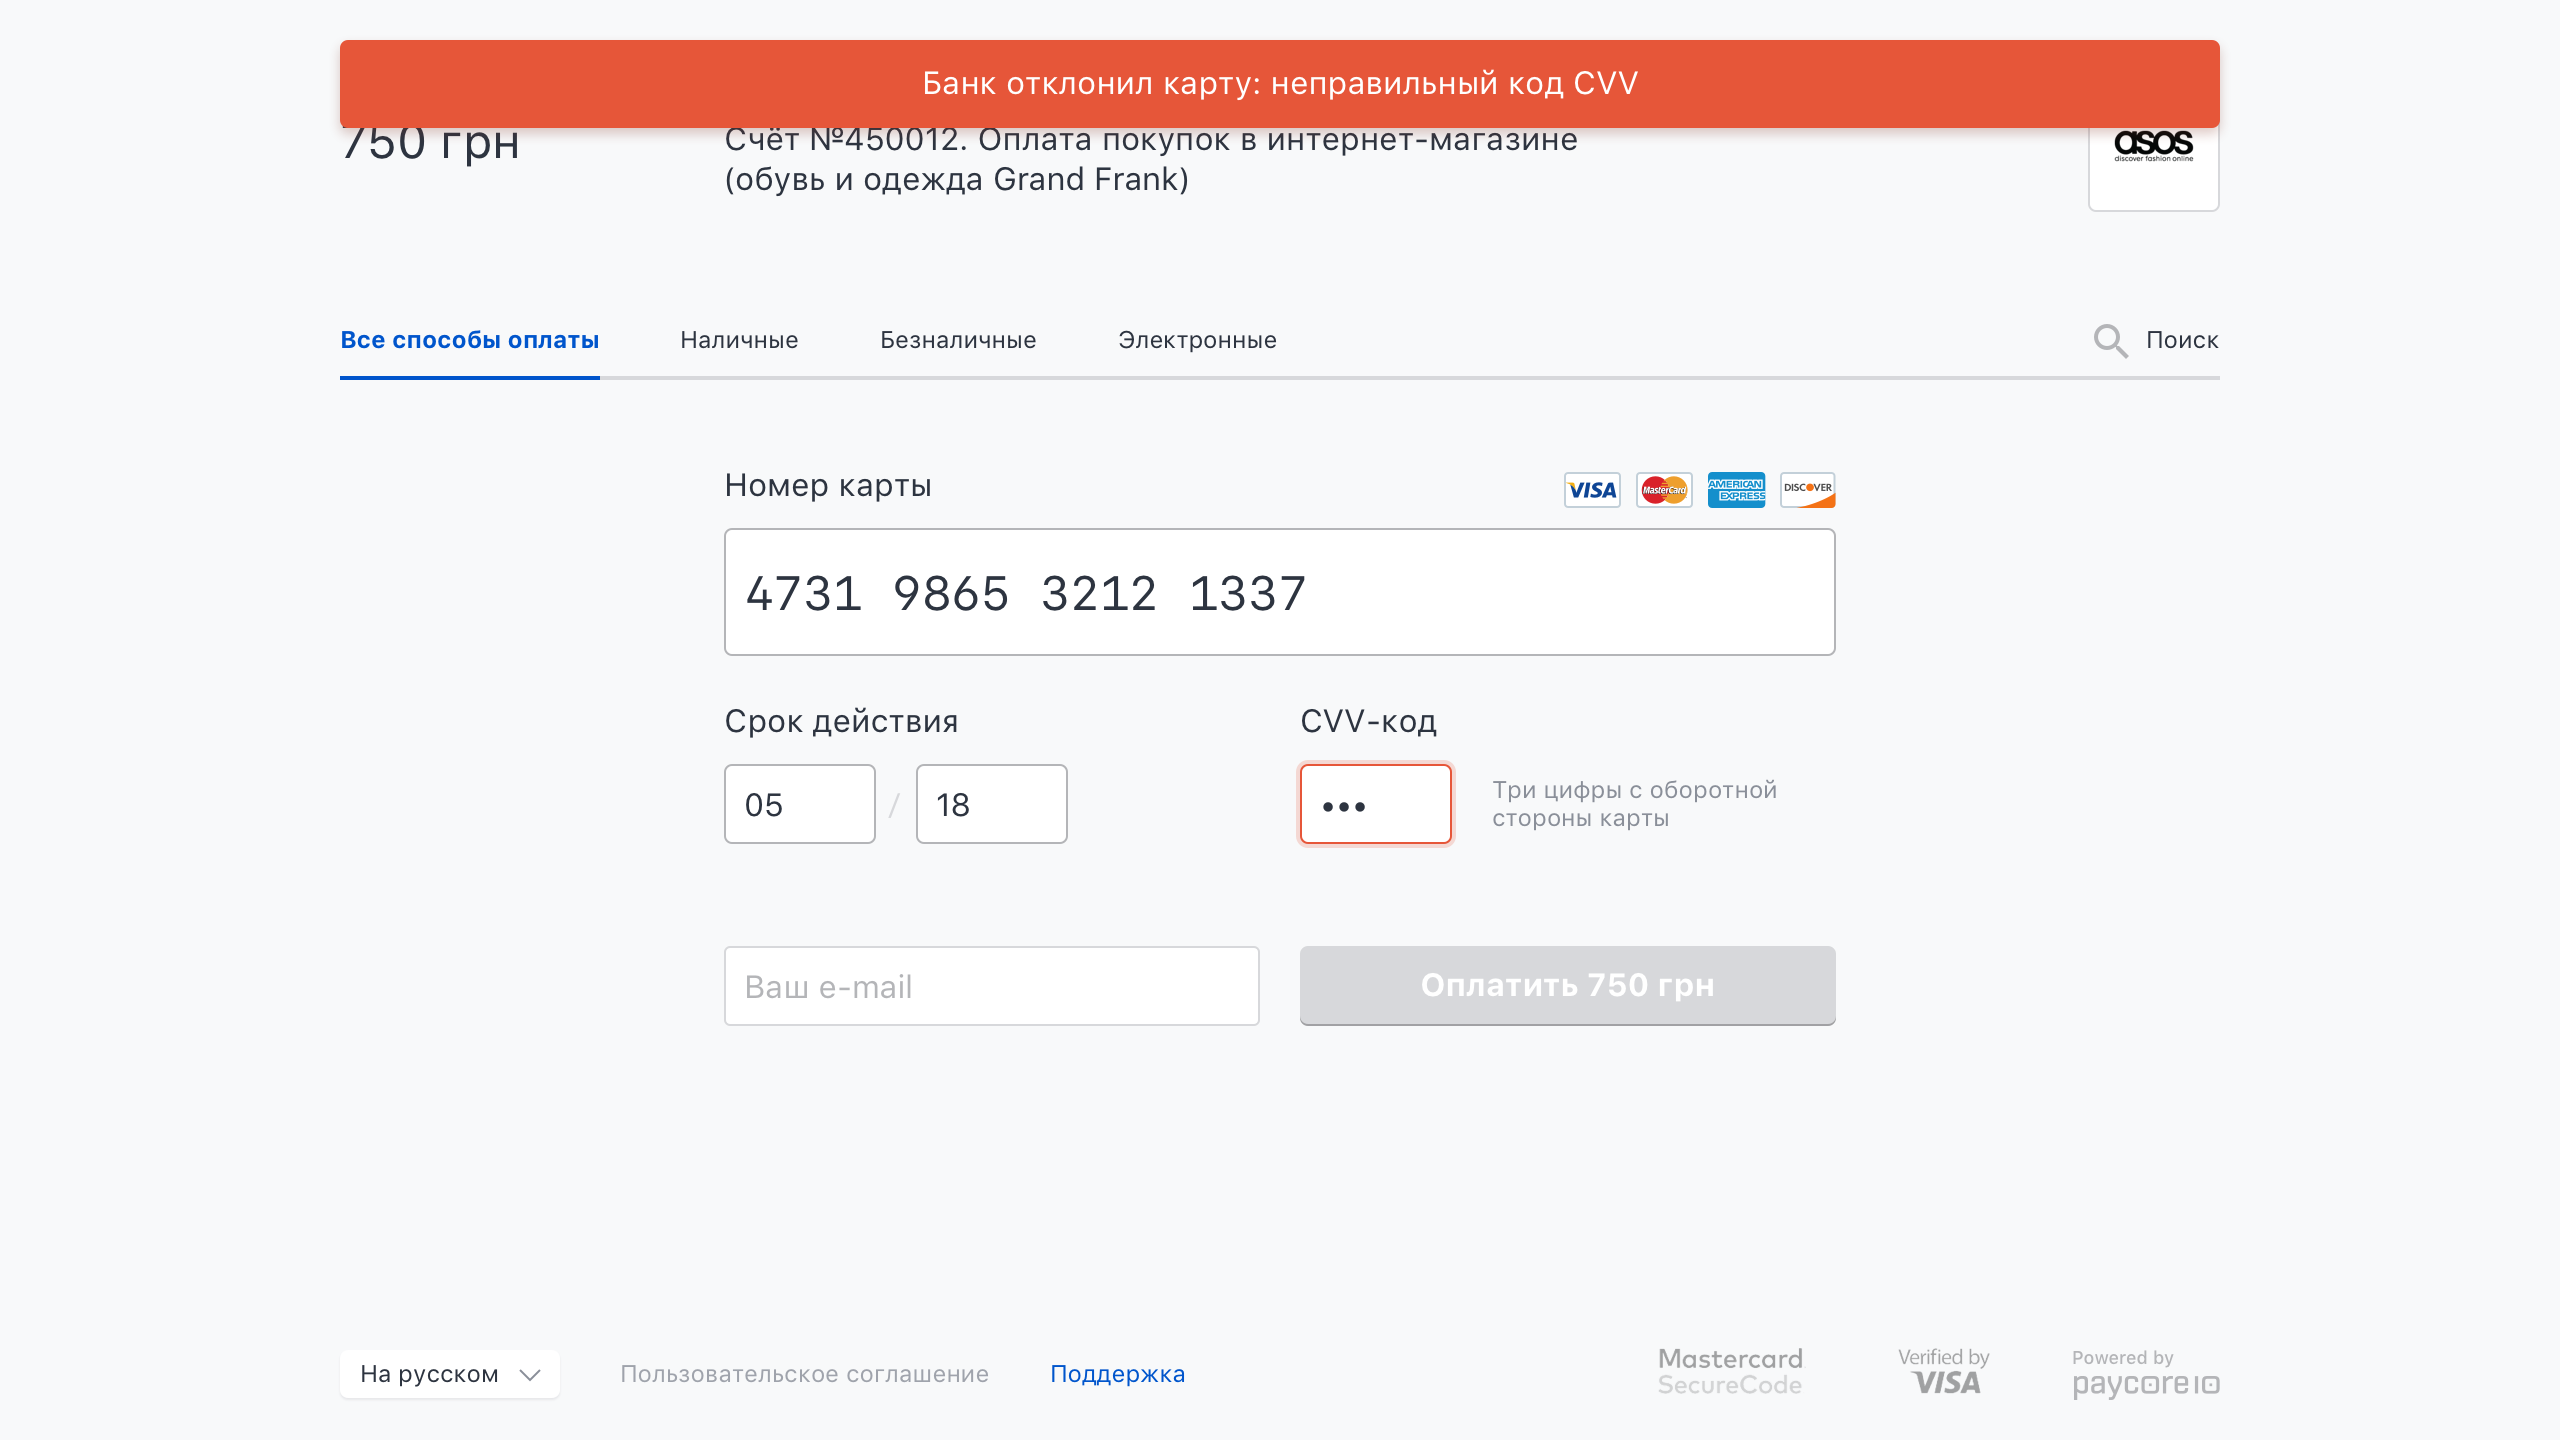 Банк отклонил карту: неправильный код CVV
750 грн
Счёт №450012. Оплата покупок в интернет-магазине
(обувь и одежда Grand Frank)
asos
discover fashion online
Все способы оплаты
Наличные
Безналичные
Электронные
Поиск
Номер карты
VISA
MasterCard
AMERICAN
EXPRESS
DISCOVER
4731 9865 3212 1337
Срок действия
CVV-код
05
/
18
•••
Три цифры с оборотной
стороны карты
Ваш e-mail
Оплатить 750 грн
На русском
Пользовательское соглашение
Поддержка
Mastercard
SecureCode
Verified by
VISA
Powered by
paycore io